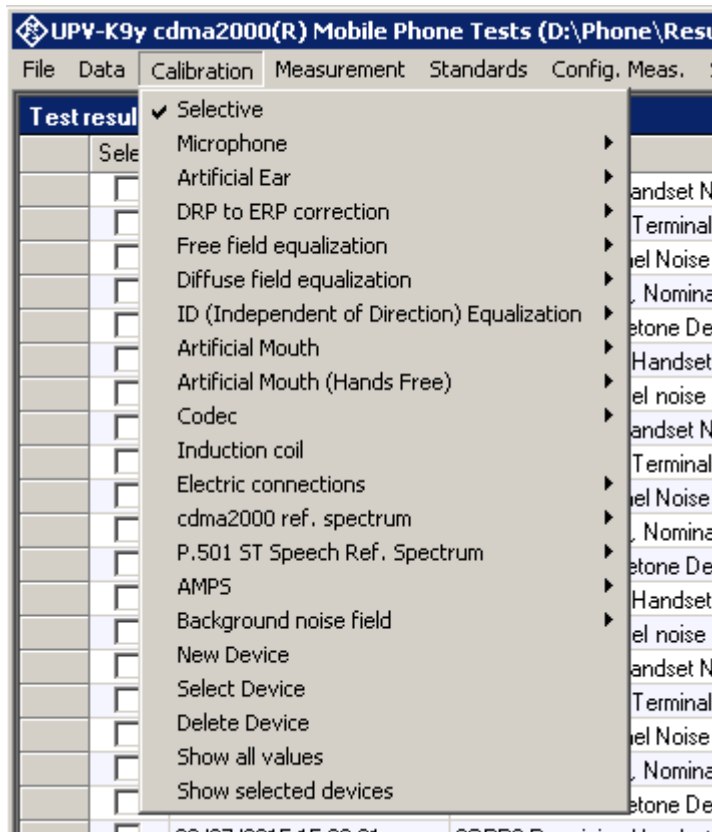 UPV-K9y cdma2000(R) Mobile Phone Tests (D:\Phone\Resu
File Data Calibration Measurement Standards Config. Meas.
Test resul
Sele
Selective
Microphone
Artificial Ear
andset N
DRP to ERP correction
Terminal
Free field equalization
el Noise
Diffuse field equalization
, Nomina
ID (Independent of Direction) Equalization
etone De
Artificial Mouth
Handset
Artificial Mouth (Hands Free)
el noise
Codec
andset N
Induction coil
Terminal
Electric connections
el Noise
cdma2000 ref. spectrum
, Nomina
P.501 ST Speech Ref. Spectrum
etone De
AMPS
Handset
Background noise field
el noise
New Device
andset N
Select Device
Terminal
Delete Device
el Noise
Show all values
, Nomina
Show selected devices
etone De